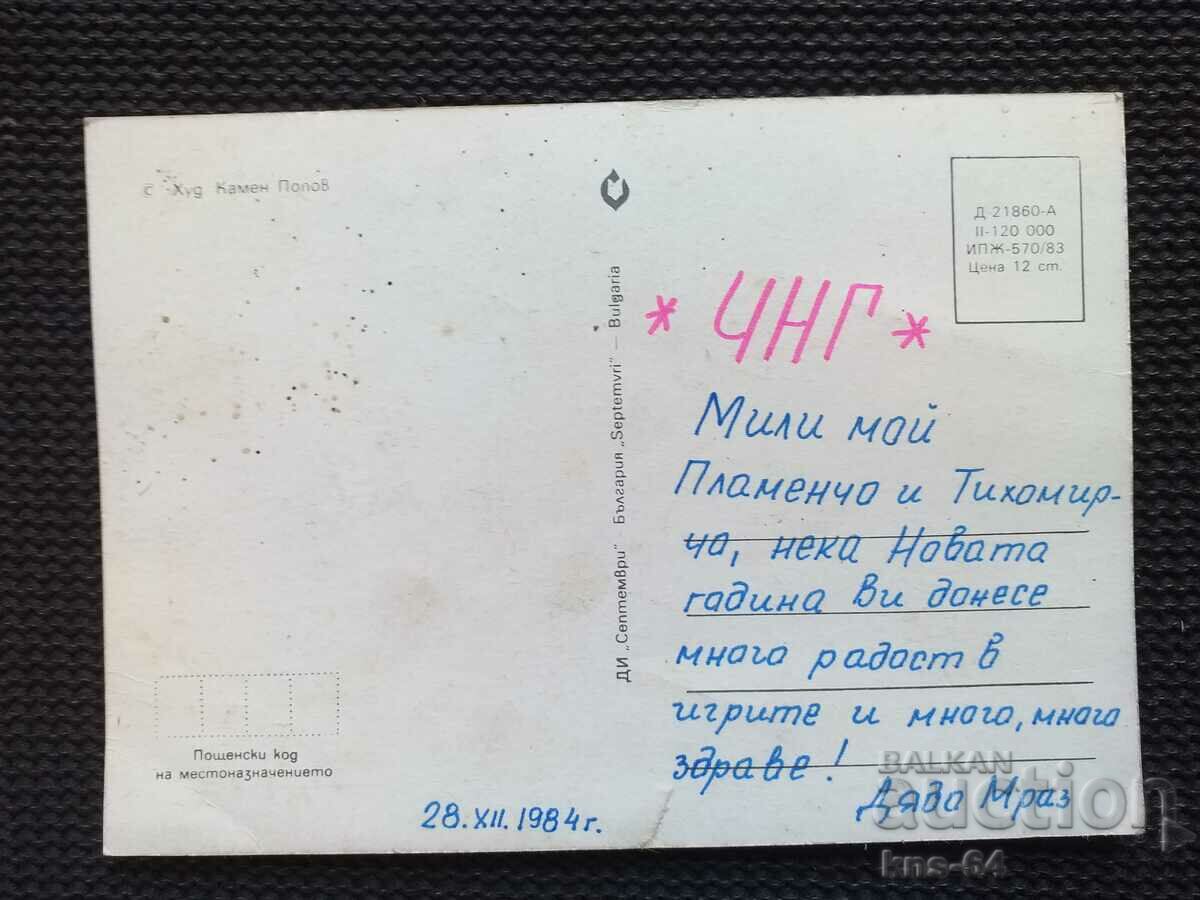 © Худ Камен Попов
Д-21860-А
II-120 000
ИПЖ-570/83
Цена 12 ст.
ДИ „Септември" България „Septemvri" — Bulgaria
* ЧНГ *
Мили мой
Пламенчо и Тихомир-
чо, нека Новата
година Ви донесе
много радост в
игрите и много, много
здраве!
Дядо Мраз
28.XII.1984г.
Пощенски код
на местоназначението
BALKAN
auction
kns-64